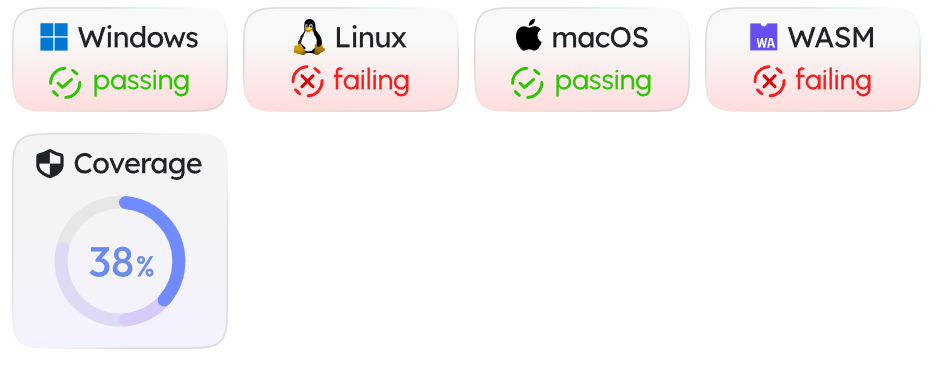 Windows
passing
Linux
failing
macOS
passing
WA
WASM
failing
Coverage
38%